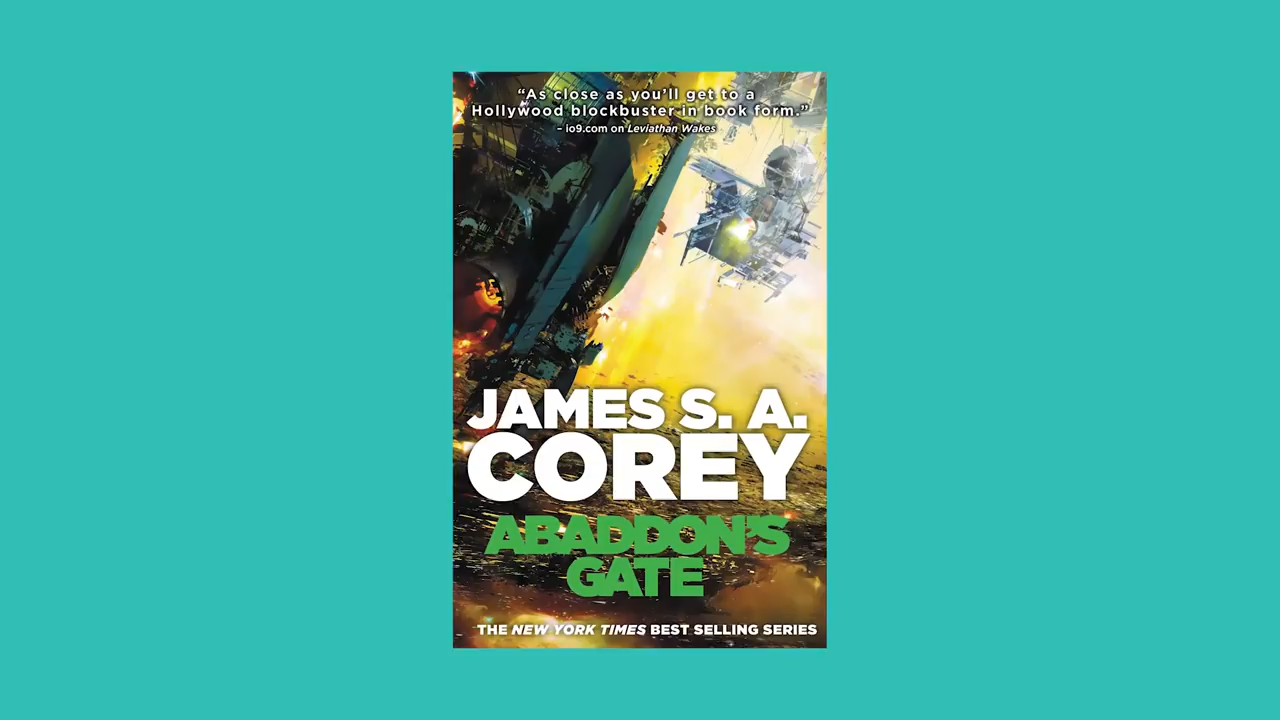 “As close as you’ll get to a
Hollywood blockbuster in book form.”
– io9.com on Leviathan Wakes
JAMES S. A.
COREY
ABADDON’S
GATE
THE NEW YORK TIMES BEST SELLING SERIES